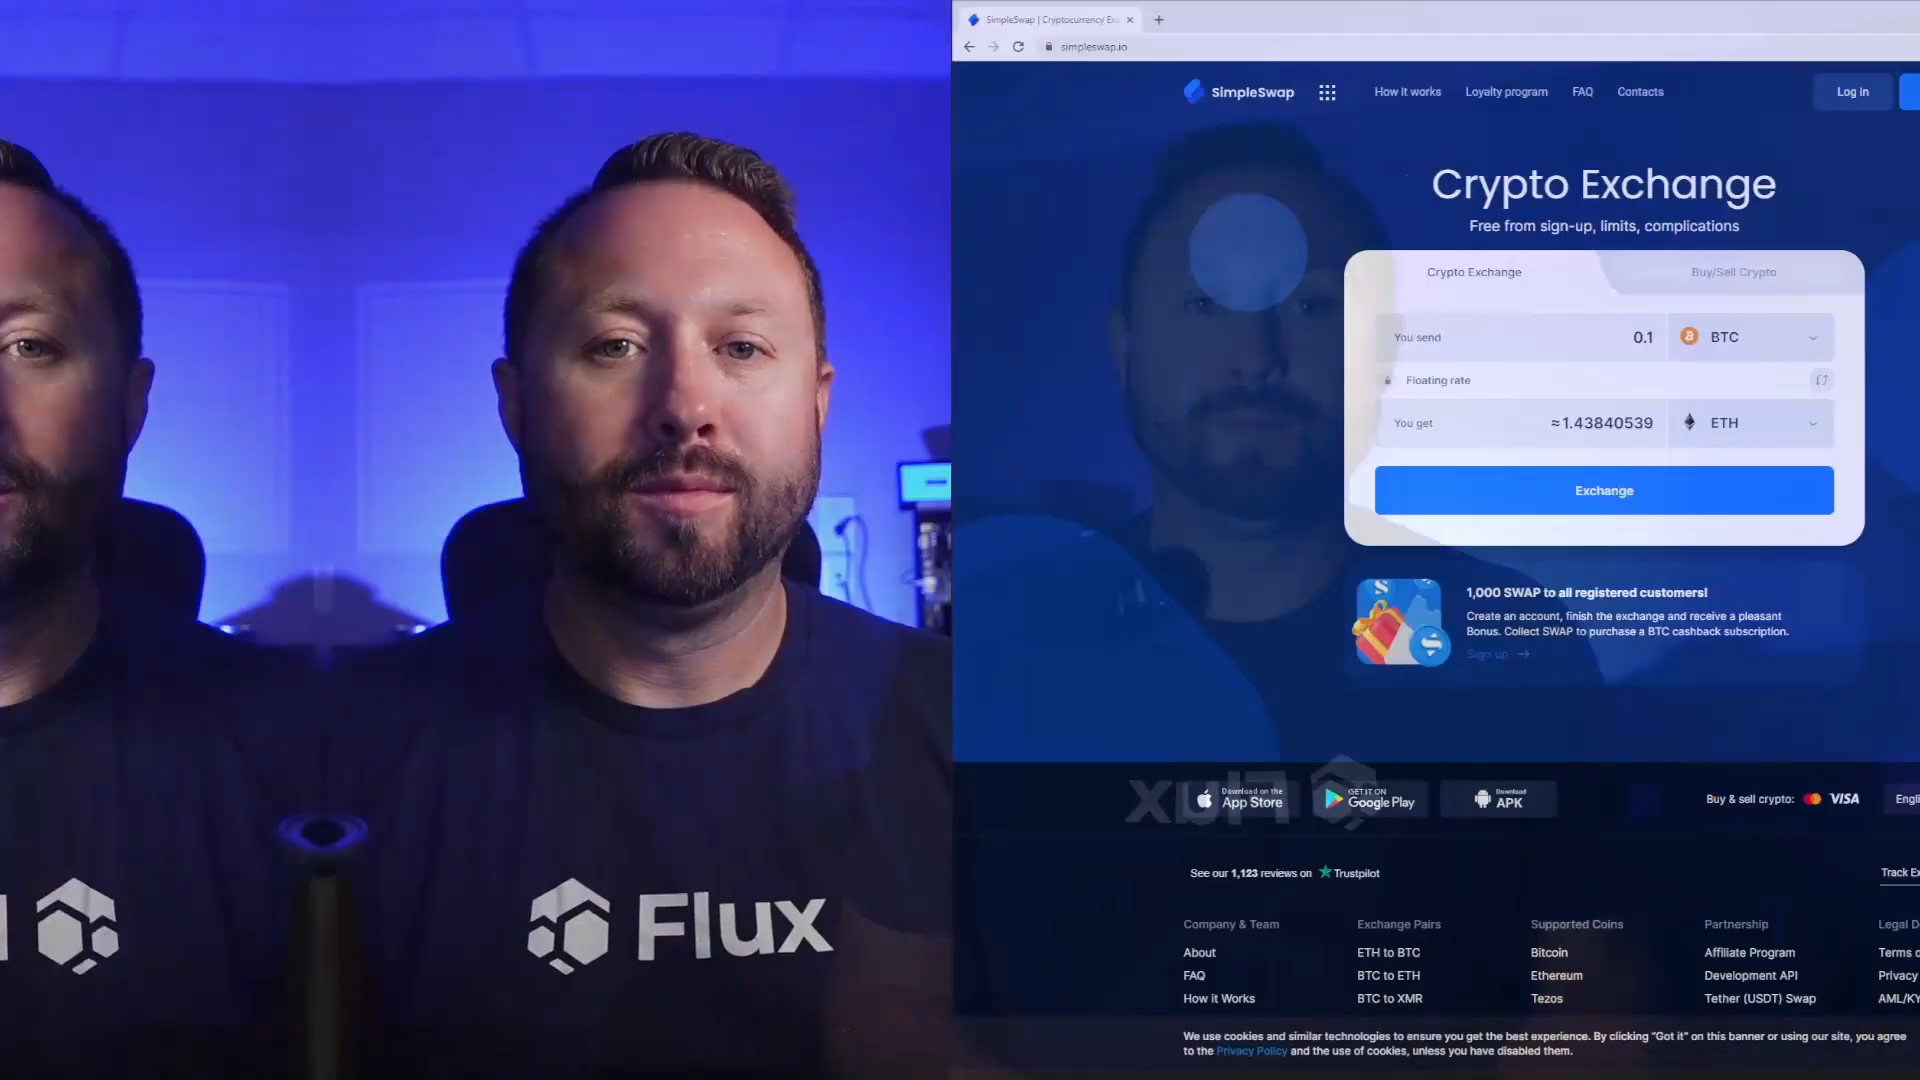 SimpleSwap | Cryptocurrency Ex
simpleswap.io
SimpleSwap
How it works
Loyalty program
FAQ
Contacts
Log in
Crypto Exchange
Free from sign-up, limits, complications
Crypto Exchange
Buy/Sell Crypto
You send
0.1
BTC
Floating rate
You get
≈1.43840539
ETH
Exchange
1,000 SWAP to all registered customers!
Create an account, finish the exchange and receive a pleasant
Bonus. Collect SWAP to purchase a BTC cashback subscription.
Sign up →
Flux
Flux
Download on the
App Store
GET IT ON
Google Play
Download
APK
Buy & sell crypto:
VISA
See our 1,123 reviews on Trustpilot
Company & Team
Exchange Pairs
Supported Coins
Partnership
About
ETH to BTC
Bitcoin
Affiliate Program
FAQ
BTC to ETH
Ethereum
Development API
Privacy
How it Works
BTC to XMR
Tezos
Tether (USDT) Swap
We use cookies and similar technologies to ensure you get the best experience. By clicking "Got it" on this banner or using our site, you agree
to the Privacy Policy and the use of cookies, unless you have disabled them.